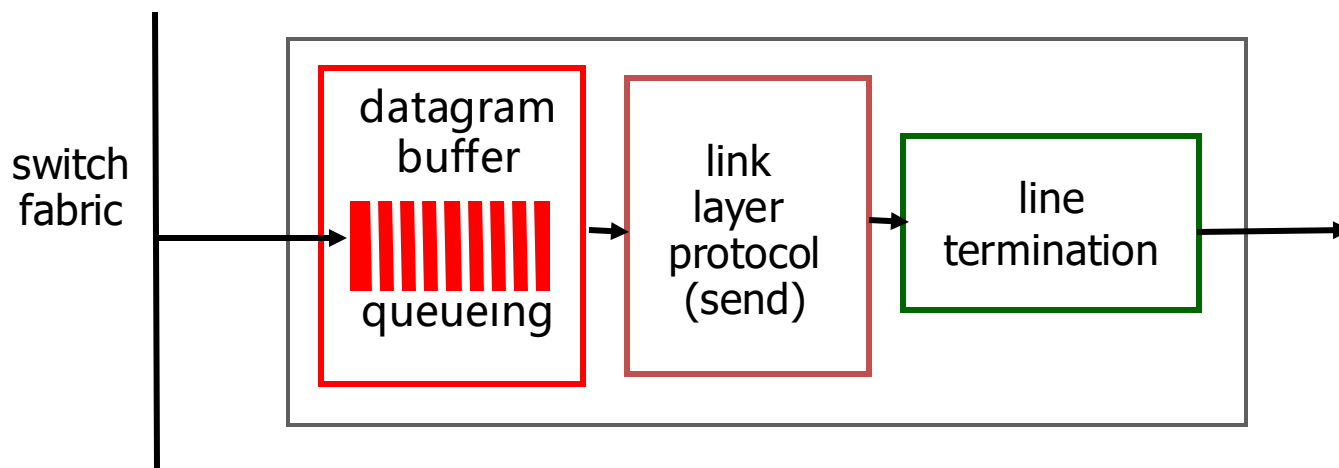 switch
fabric
datagram
buffer
queueing
link
layer
protocol
(send)
line
termination